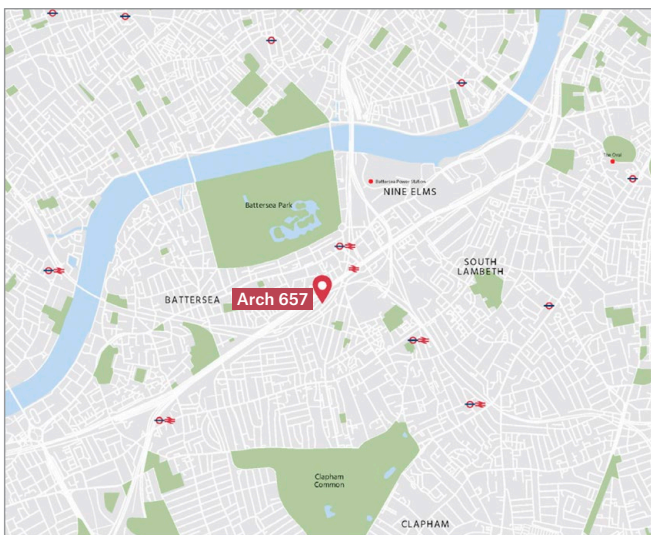 The Oval
Battersea Power Station
NINE ELMS
Battersea Park
SOUTH
LAMBETH
BATTERSEA
Arch 657
Clapham
Common
CLAPHAM